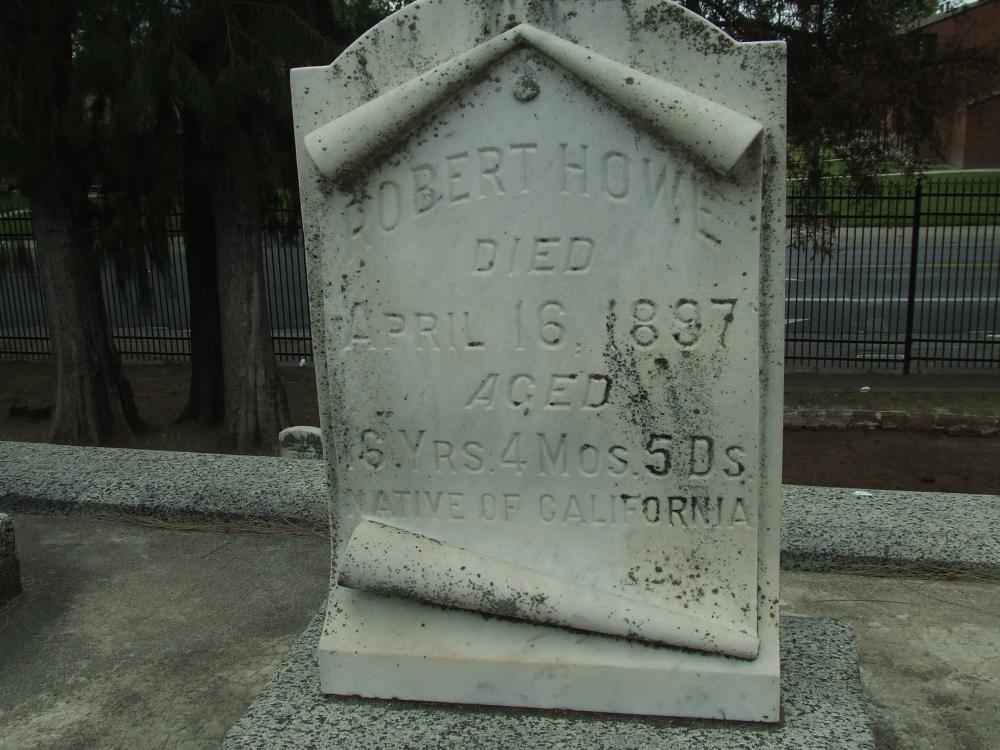 ROBERT HOWE
DIED
APRIL 16, 1897
AGED
16 YRS. 4 MOS. 5 DS.
NATIVE OF CALIFORNIA